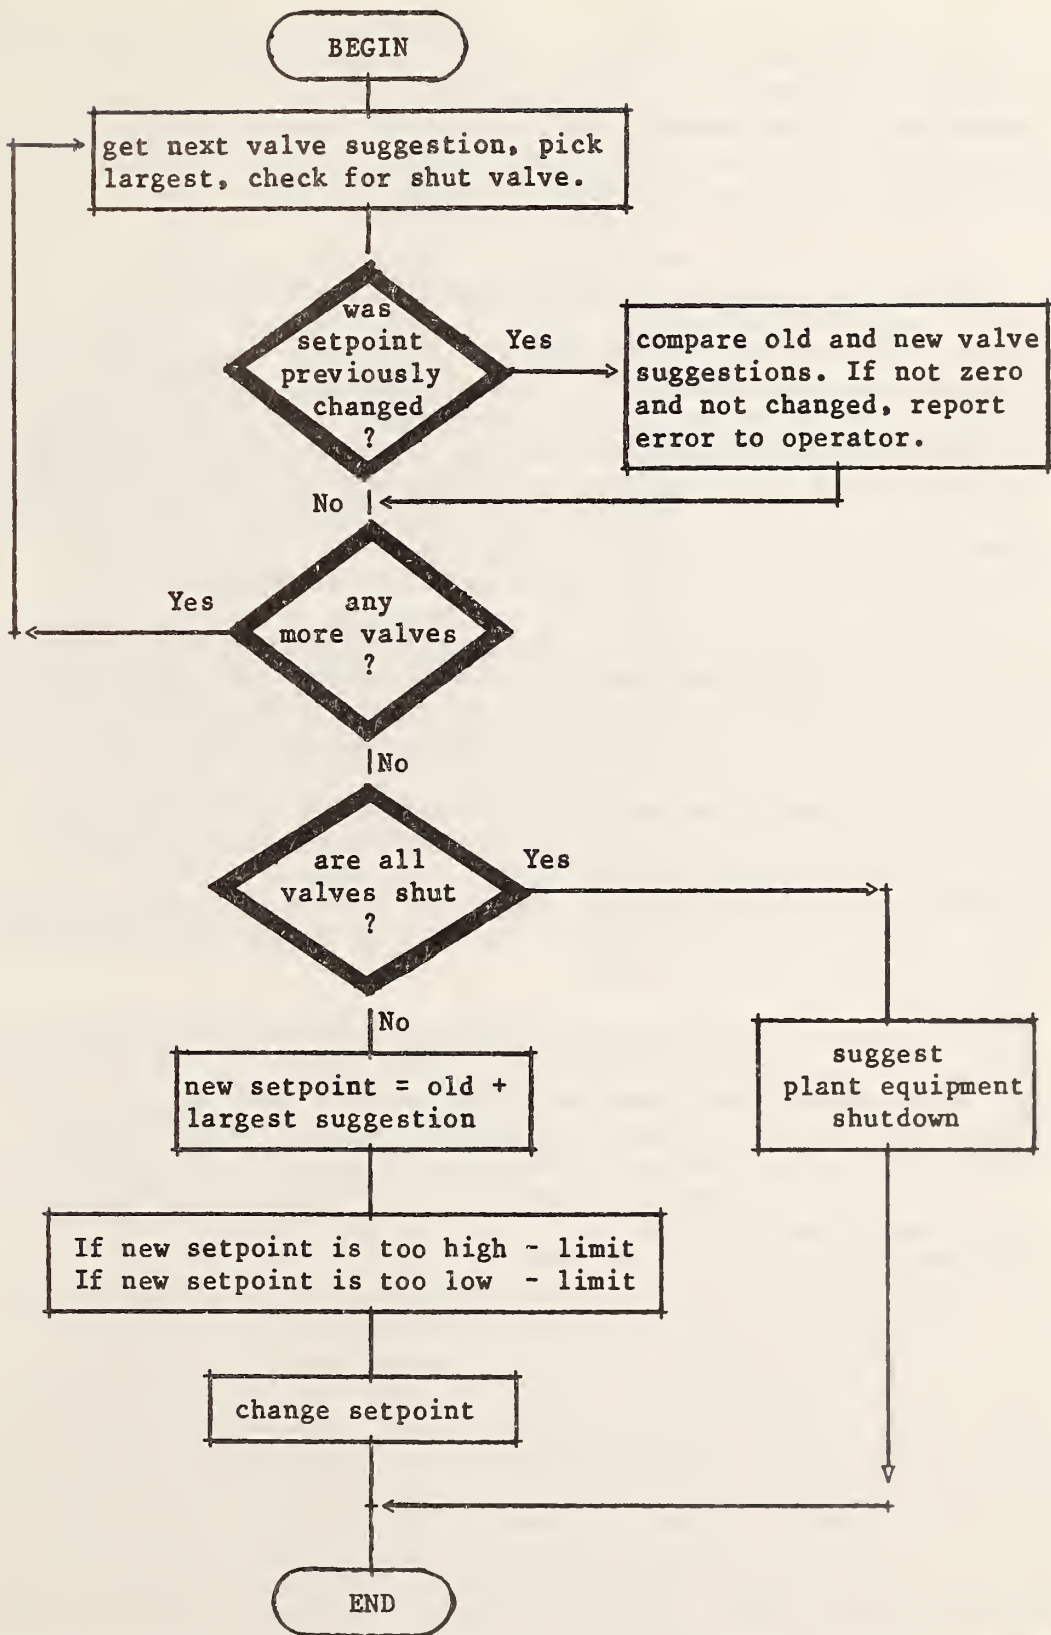 BEGIN
get next valve suggestion, pick
largest, check for shut valve.
was
setpoint
previously
changed
?
Yes
compare old and new valve
suggestions. If not zero
and not changed, report
error to operator.
No
any
more valves
?
Yes
No
are all
valves shut
?
Yes
No
new setpoint = old +
largest suggestion
suggest
plant equipment
shutdown
If new setpoint is too high - limit
If new setpoint is too low - limit
change setpoint
END